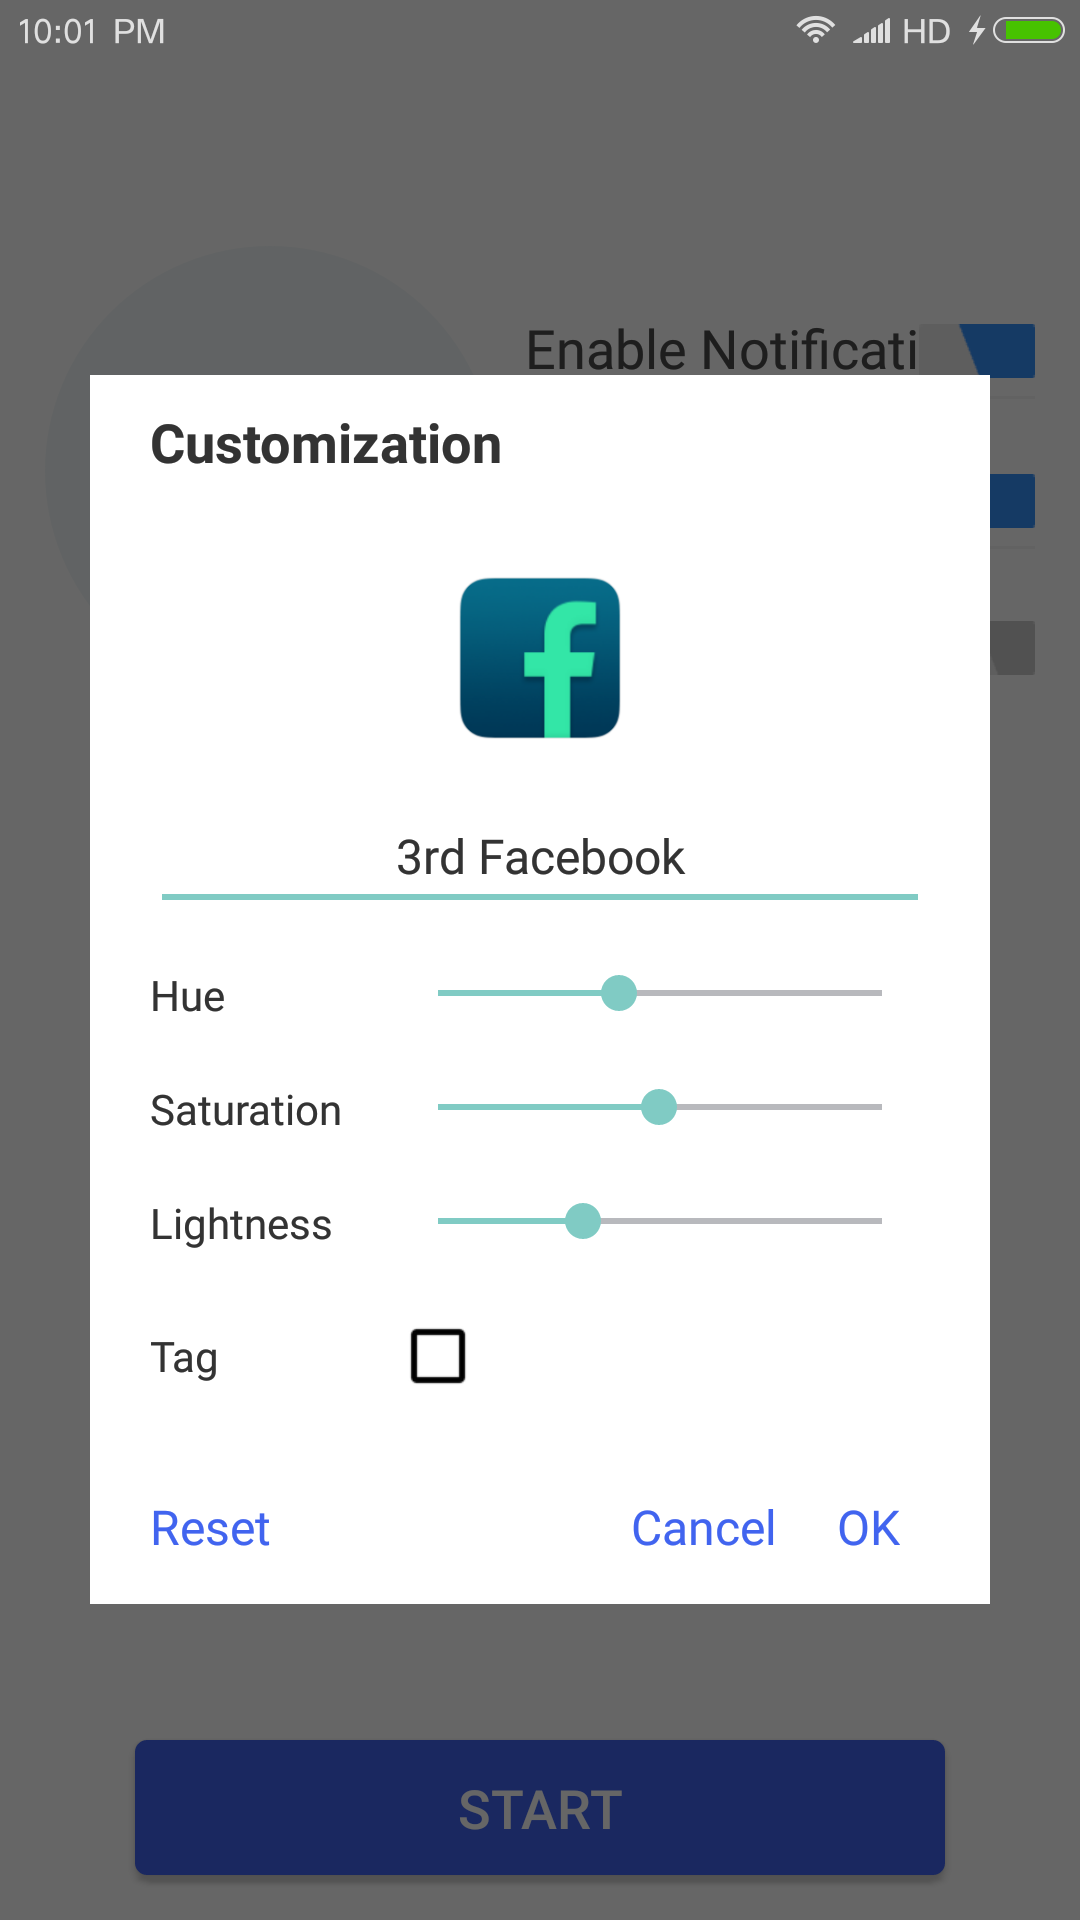 10:01 PM HD
Enable Notificati
Customization
3rd Facebook
Hue
Saturation
Lightness
Tag
Reset Cancel OK
START